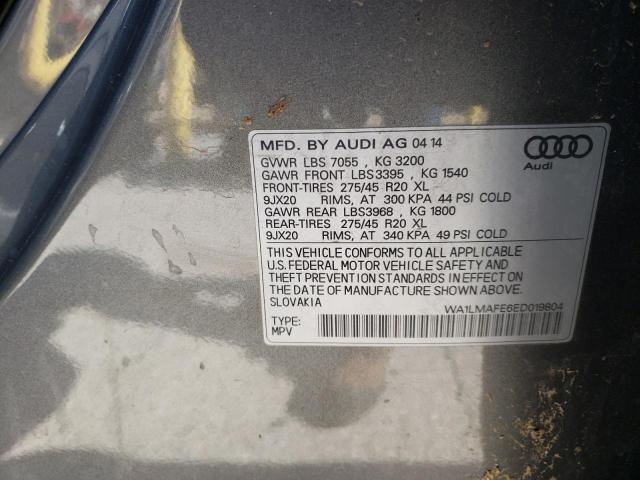 MFD. BY AUDI AG 04 14
GVWR LBS 7055 , KG 3200
GAWR FRONT LBS3395 , KG 1540
FRONT-TIRES 275/45 R20 XL
9JX20 RIMS, AT 300 KPA 44 PSI COLD
GAWR REAR LBS3968 , KG 1800
REAR-TIRES 275/45 R20 XL
9JX20 RIMS, AT 340 KPA 49 PSI COLD
Audi
THIS VEHICLE CONFORMS TO ALL APPLICABLE
U.S. FEDERAL MOTOR VEHICLE SAFETY AND
THEFT PREVENTION STANDARDS IN EFFECT ON
THE DATE OF MANUFACTURE SHOWN ABOVE.
SLOVAKIA
WA1LMAFE6ED019804
TYPE:
MPV